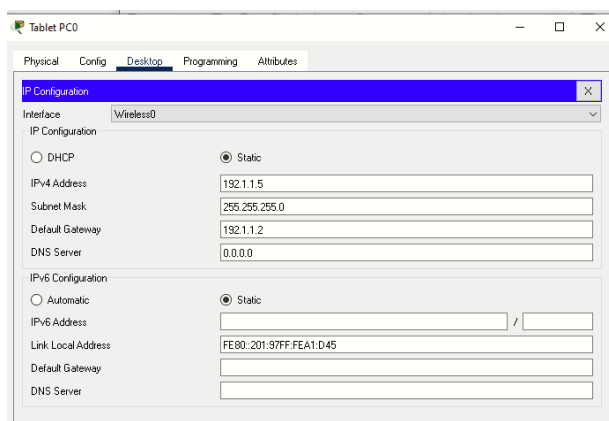 Tablet PC0
Physical Config Desktop Programming Attributes
IP Configuration X
Interface Wireless0
IP Configuration
DHCP Static
IPv4 Address 192.1.1.5
Subnet Mask 255.255.255.0
Default Gateway 192.1.1.2
DNS Server 0.0.0.0
IPv6 Configuration
Automatic Static
IPv6 Address /
Link Local Address FE80::201:97FF:FEA1:D45
Default Gateway
DNS Server